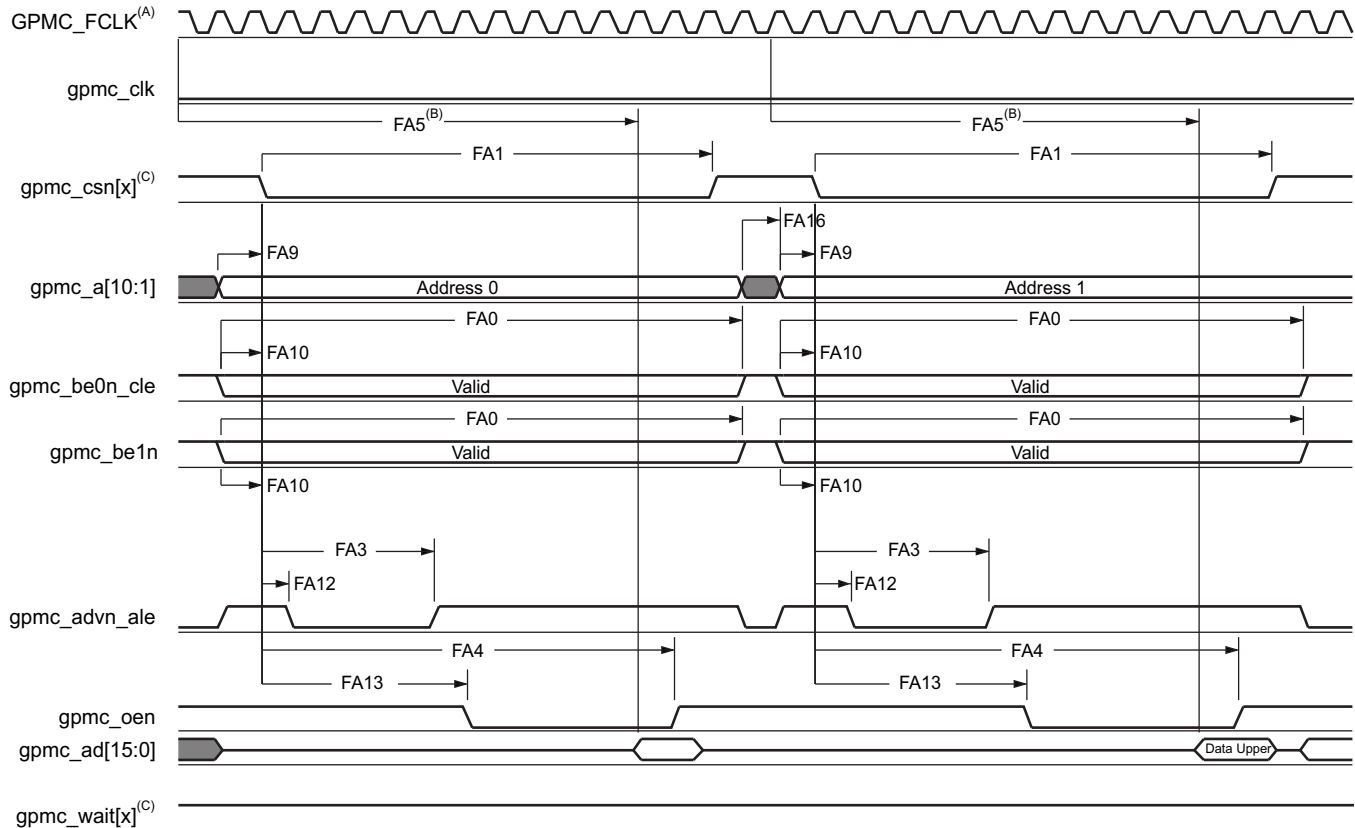 GPMC_FCLK(A)
gpmc_clk
FA5(B) FA5(B)
FA1 FA1
gpmc_csn[x](C)
FA16
FA9 FA9
gpmc_a[10:1] Address 0 Address 1
FA0 FA0
FA10 FA10
gpmc_be0n_cle Valid Valid
FA0 FA0
gpmc_be1n Valid Valid
FA10 FA10
FA3 FA3
FA12 FA12
gpmc_advn_ale
FA4 FA4
FA13 FA13
gpmc_oen
gpmc_ad[15:0] Data Upper
gpmc_wait[x](C)